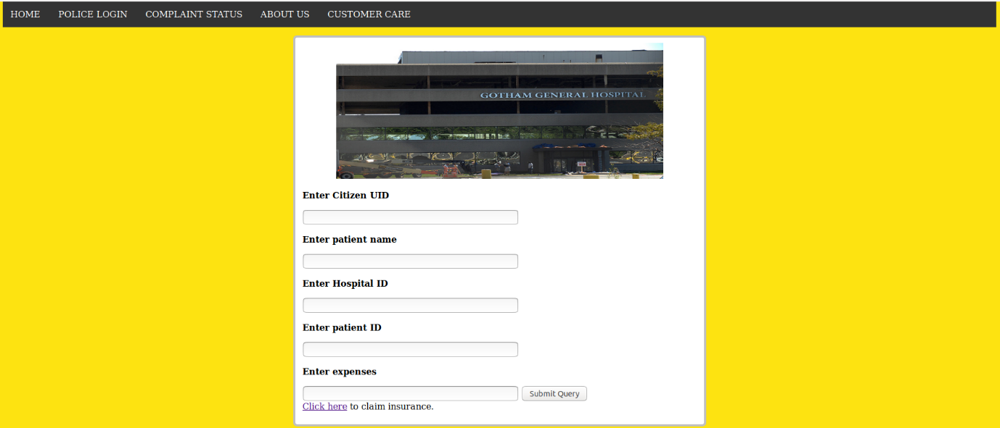 HOME POLICE LOGIN COMPLAINT STATUS ABOUT US CUSTOMER CARE
GOTHAM GENERAL HOSPITAL
Enter Citizen UID
Enter patient name
Enter Hospital ID
Enter patient ID
Enter expenses
Submit Query
Click here to claim insurance.